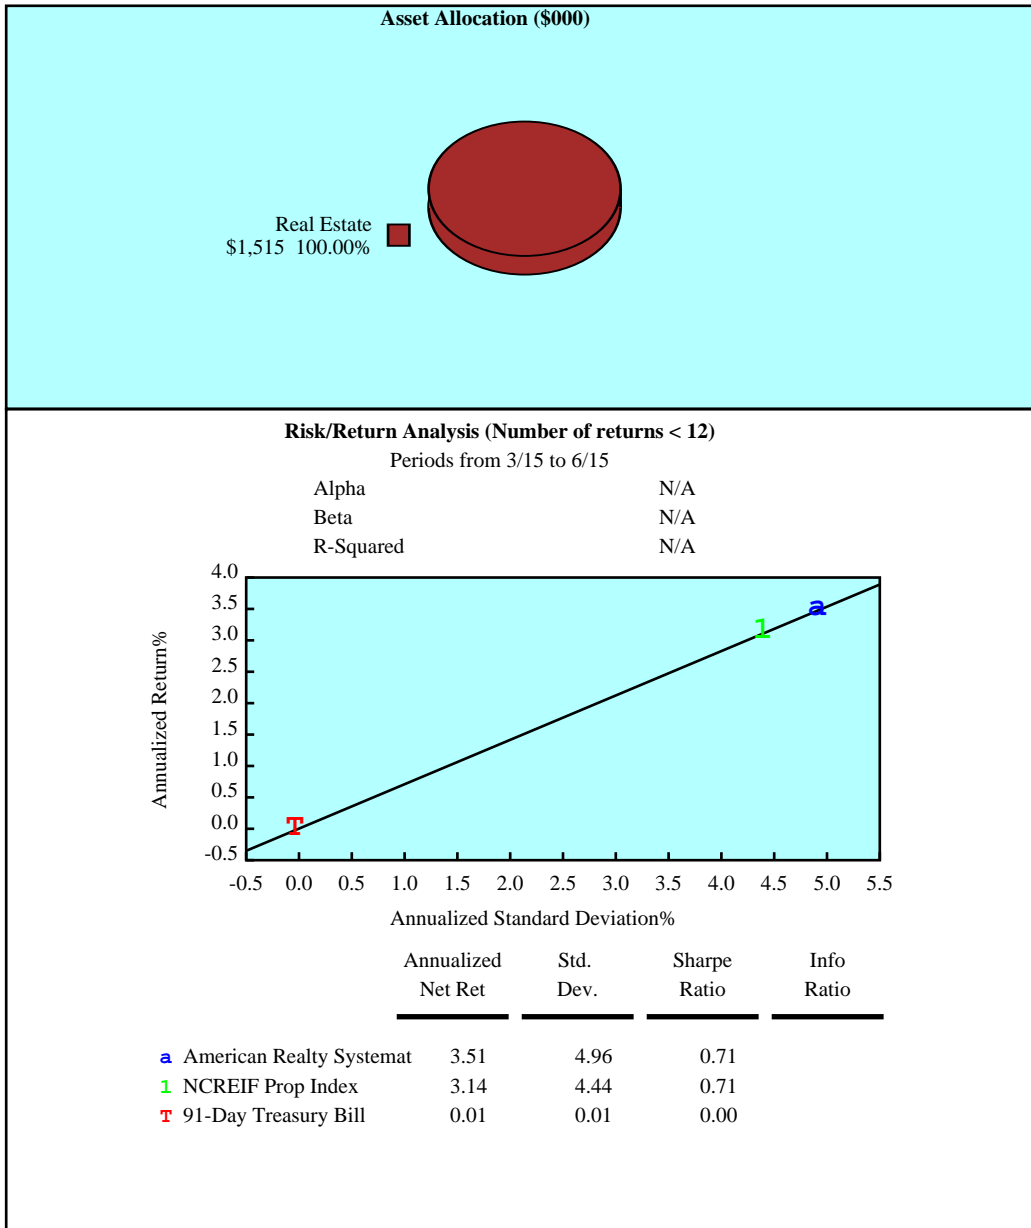 Asset Allocation ($000)
Real Estate
$1,515 100.00%
Risk/Return Analysis (Number of returns < 12)
Periods from 3/15 to 6/15
Alpha N/A
Beta N/A
R-Squared N/A
4.0
3.5
3.0
2.5
2.0
1.5
1.0
0.5
0.0
-0.5
Annualized Return%
a
1
T
-0.5 0.0 0.5 1.0 1.5 2.0 2.5 3.0 3.5 4.0 4.5 5.0 5.5
Annualized Standard Deviation%
Annualized Std. Sharpe Info
Net Ret Dev. Ratio Ratio
a American Realty Systemat 3.51 4.96 0.71
1 NCREIF Prop Index 3.14 4.44 0.71
T 91-Day Treasury Bill 0.01 0.01 0.00